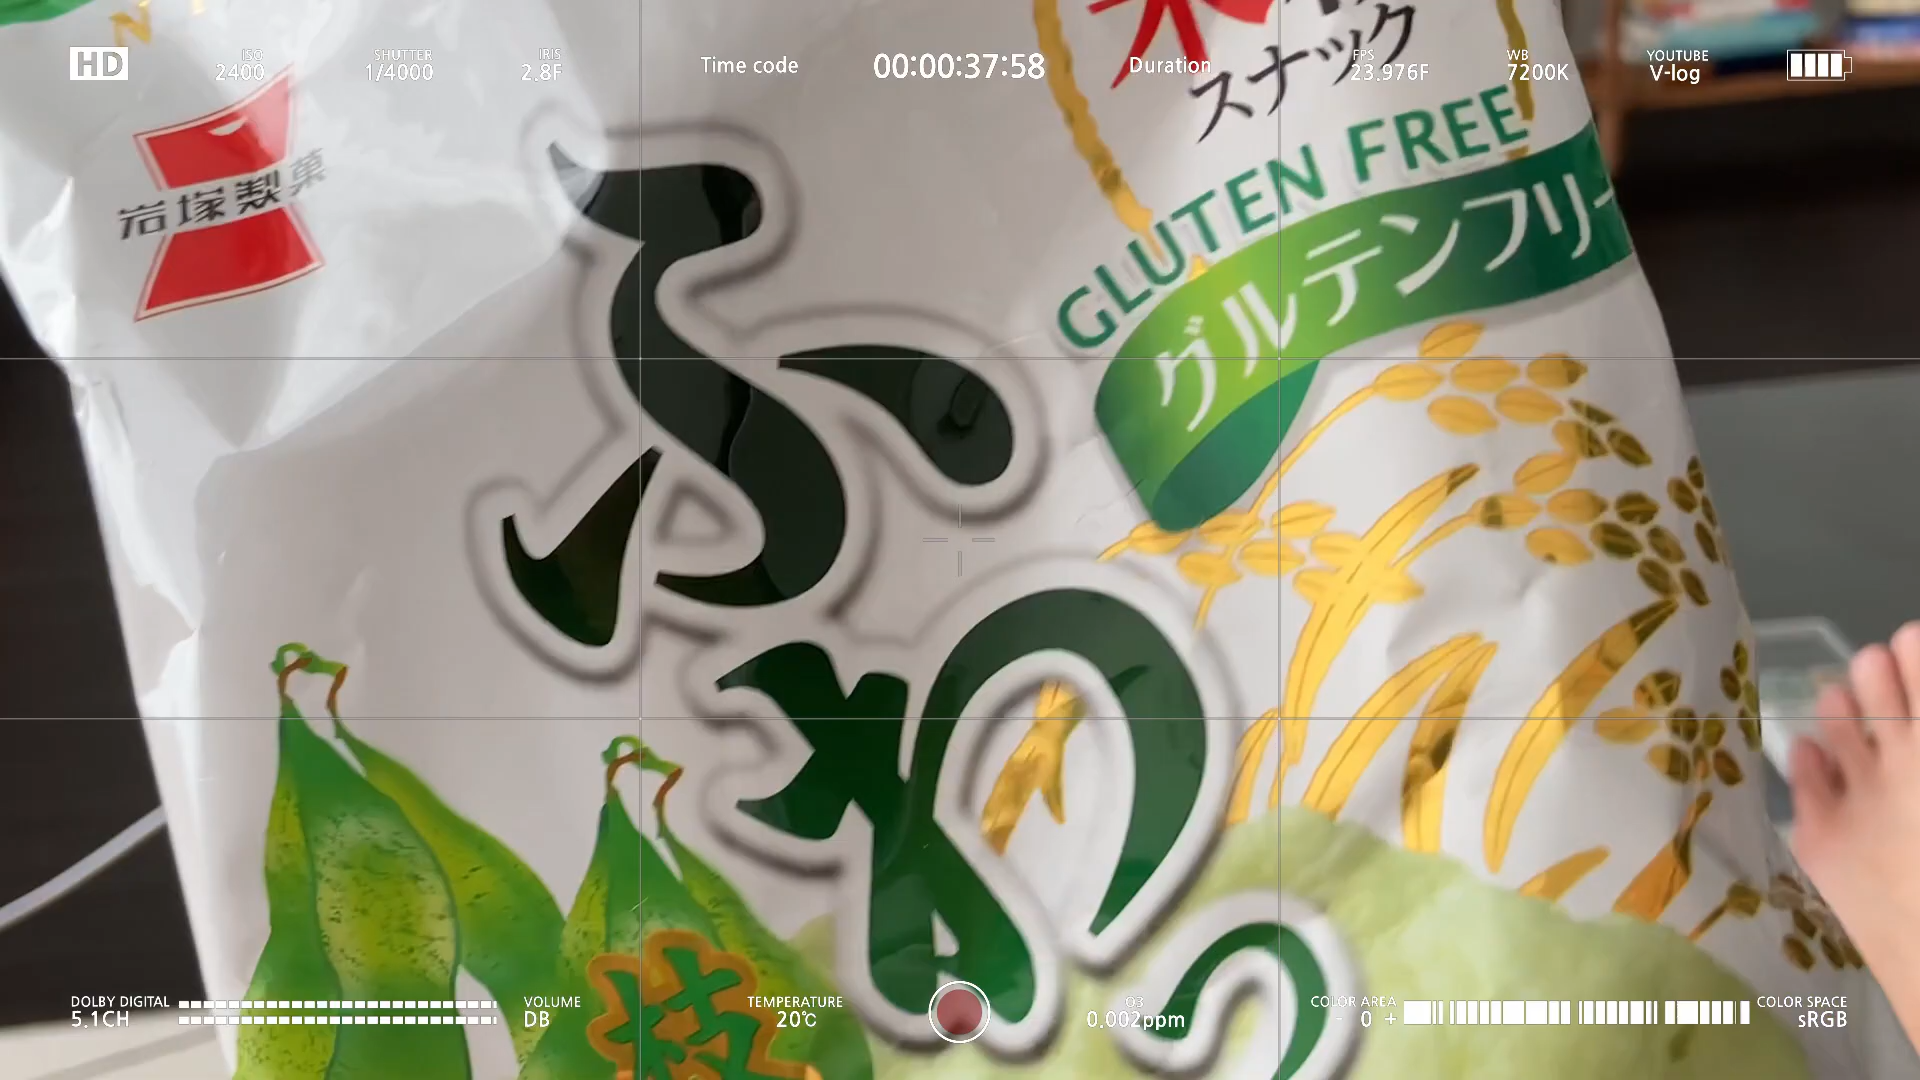 HD
ISO
2400
SHUTTER
1/4000
IRIS
2.8F
Time code
00:00:37:58
Duration
FPS
23.976F
WB
7200K
YOUTUBE
V-log
岩塚製菓
スナック
GLUTEN FREE
グルテンフリー
ふわっ
枝
DOLBY DIGITAL
5.1CH
VOLUME
DB
TEMPERATURE
20℃
O3
0.002ppm
COLOR AREA
- 0 +
COLOR SPACE
sRGB